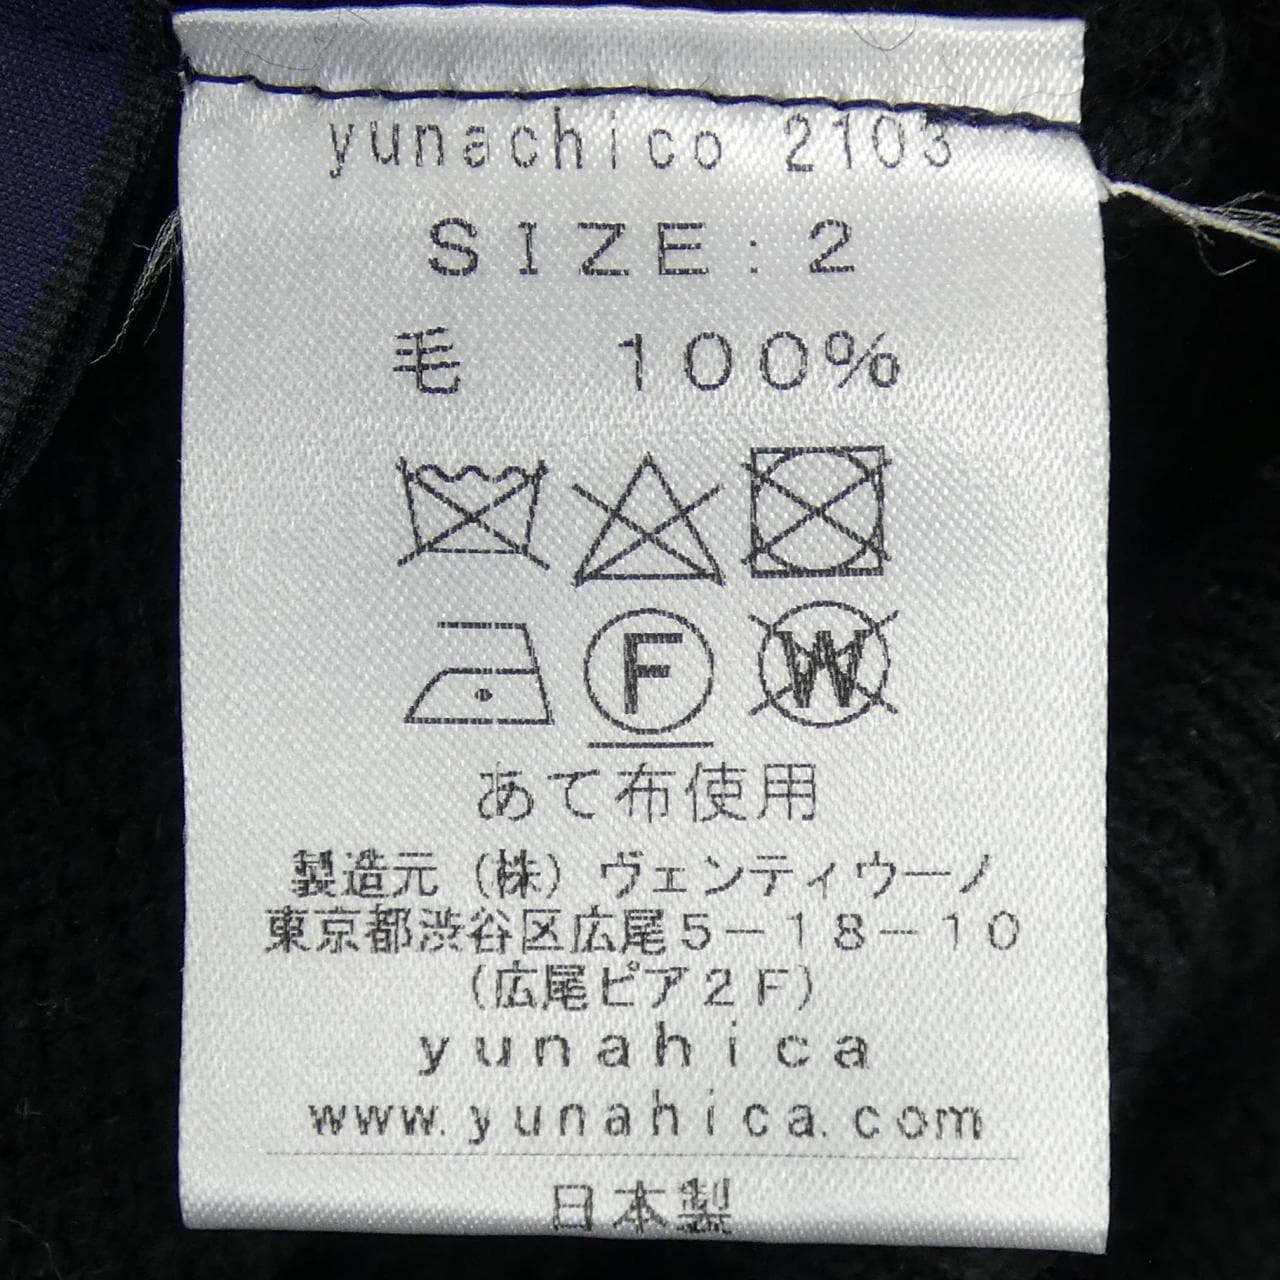 yunachico 2103
SIZE:2
毛 100%
F W
あて布使用
製造元(株)ヴェンティウーノ
東京都渋谷区広尾5-18-10
(広尾ピア2F)
yunahica
www.yunahica.com
日本製